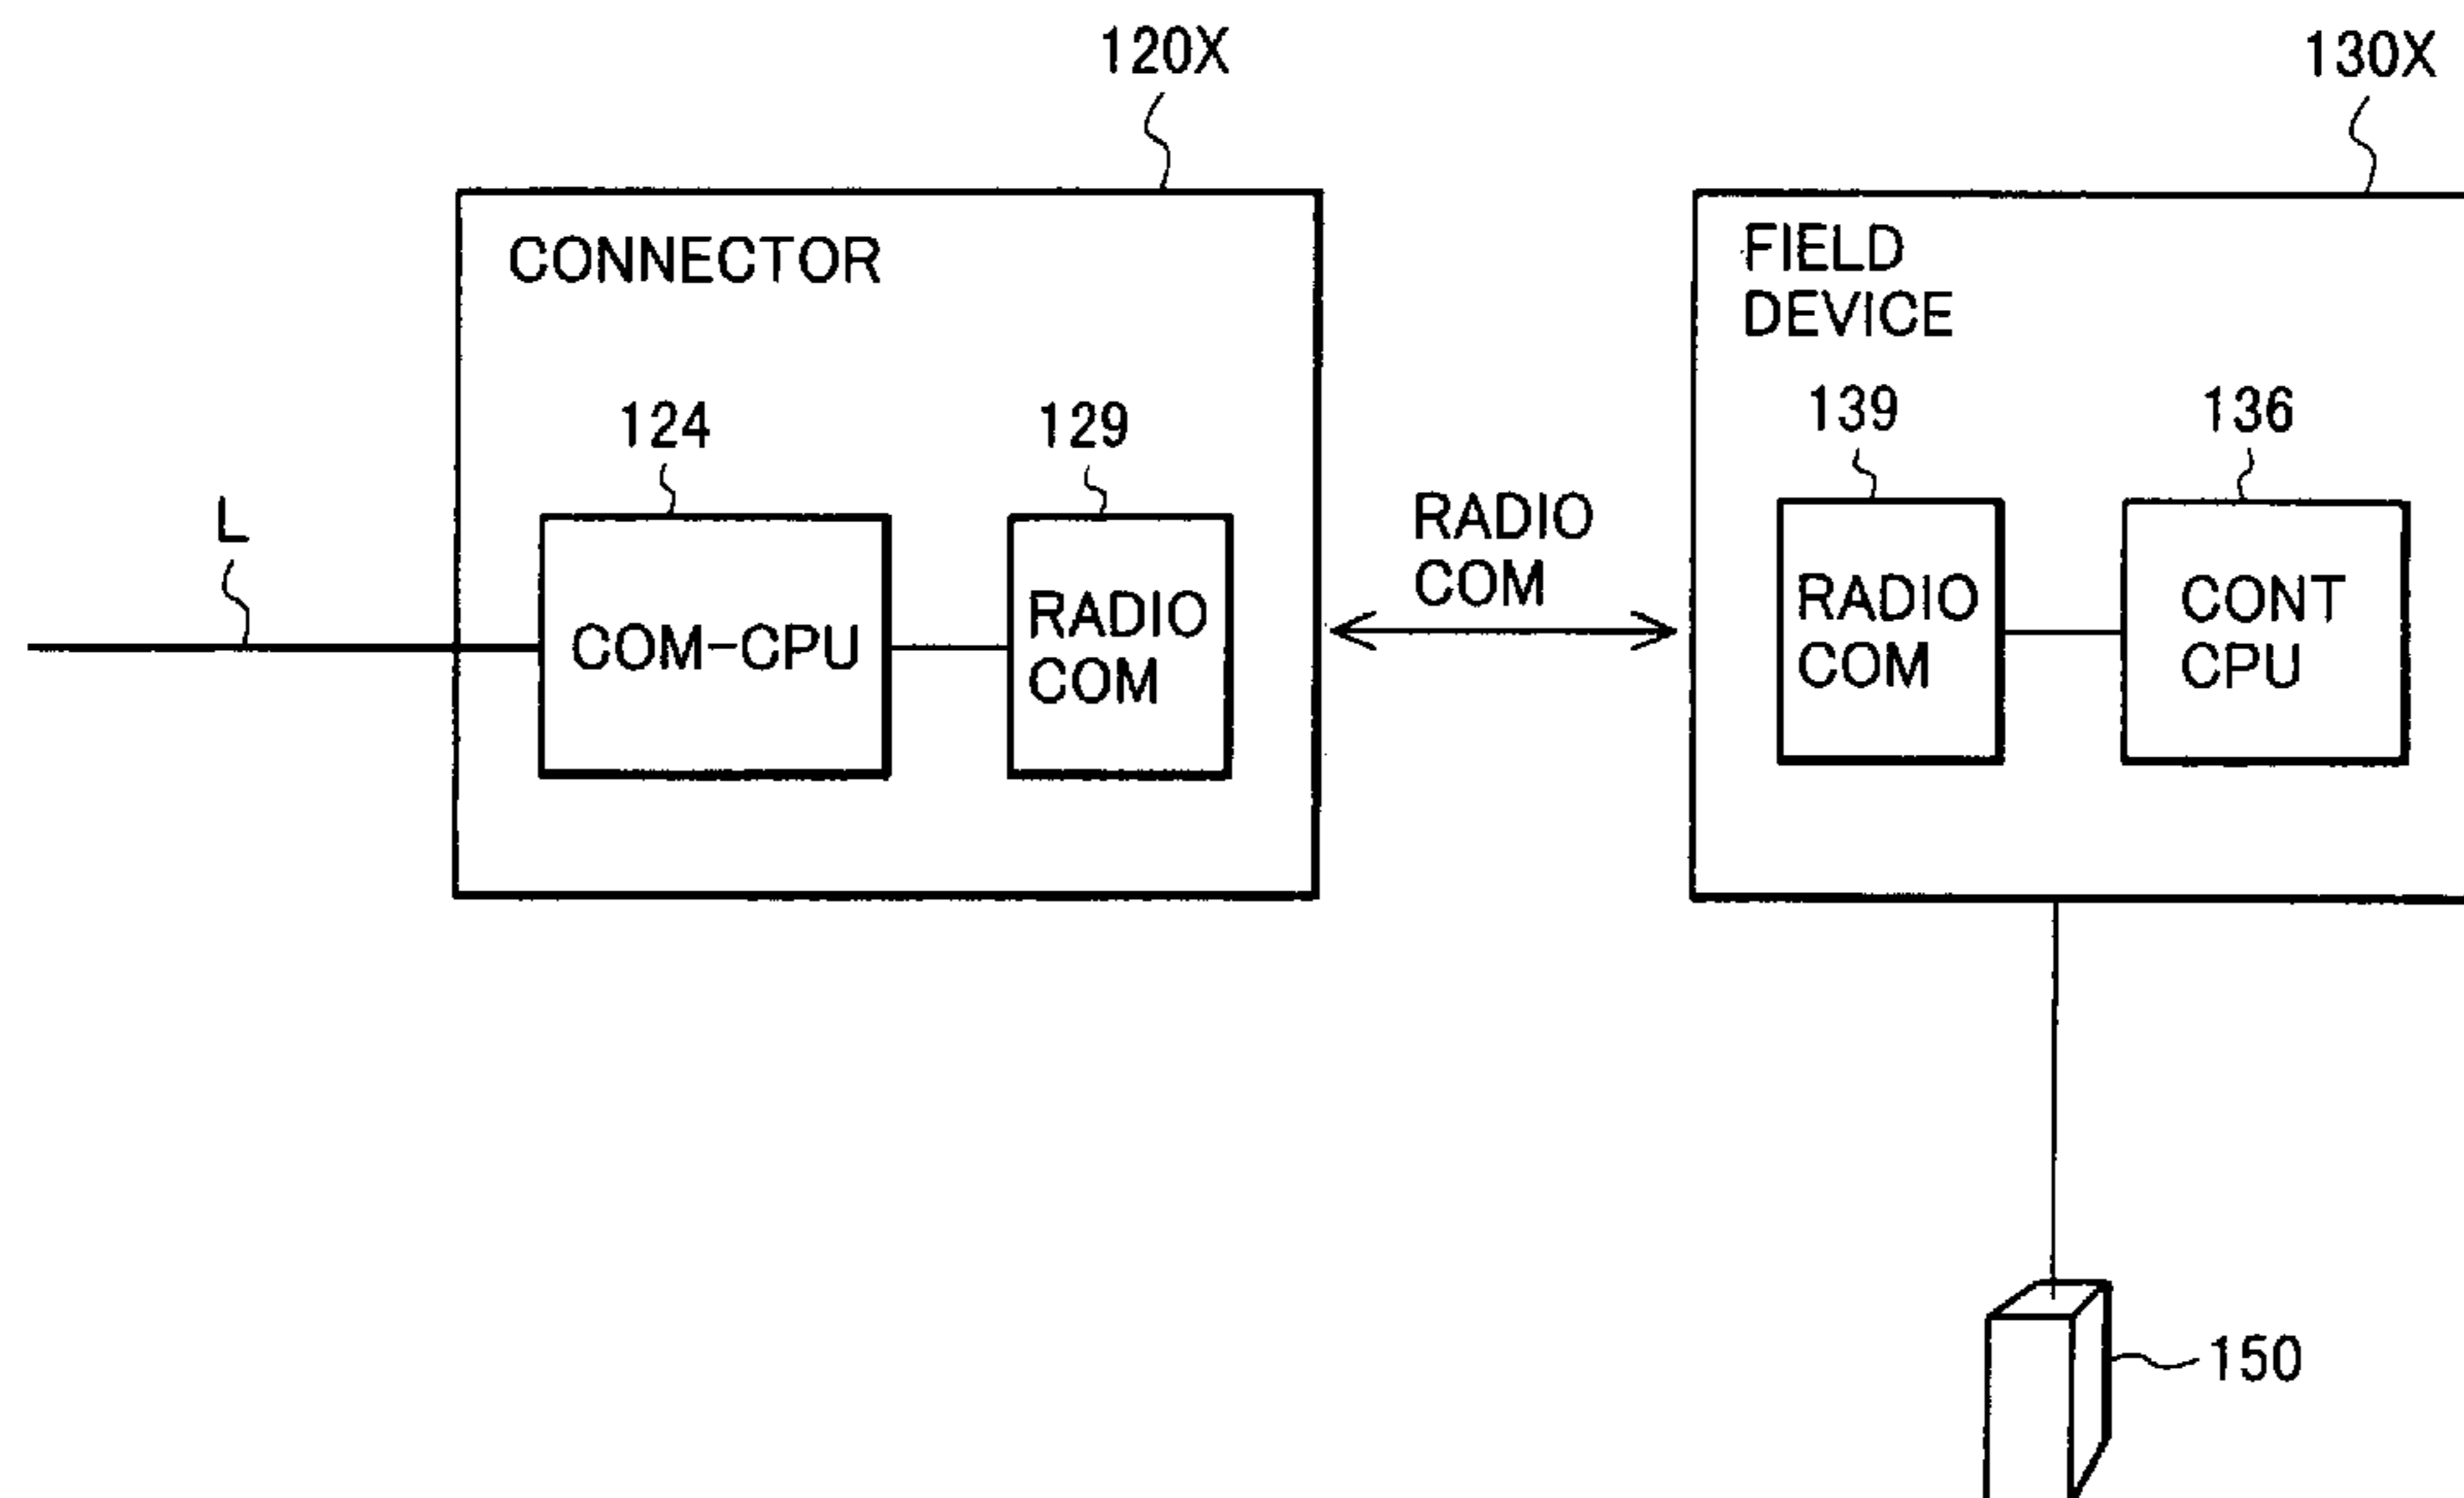 120X
130X
CONNECTOR
FIELD
DEVICE
124
129
139
136
L
RADIO
COM
COM-CPU
RADIO
COM
RADIO
COM
CONT
CPU
150